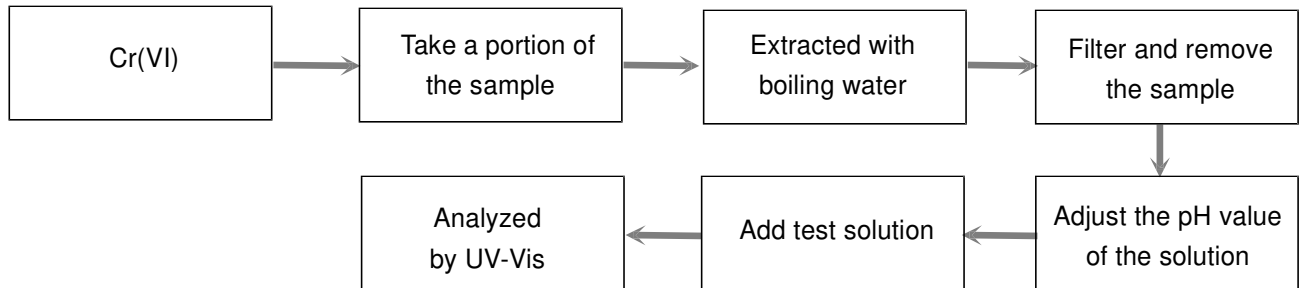 Cr(VI)
Take a portion of
the sample
Extracted with
boiling water
Filter and remove
the sample
Adjust the pH value
of the solution
Add test solution
Analyzed
by UV-Vis